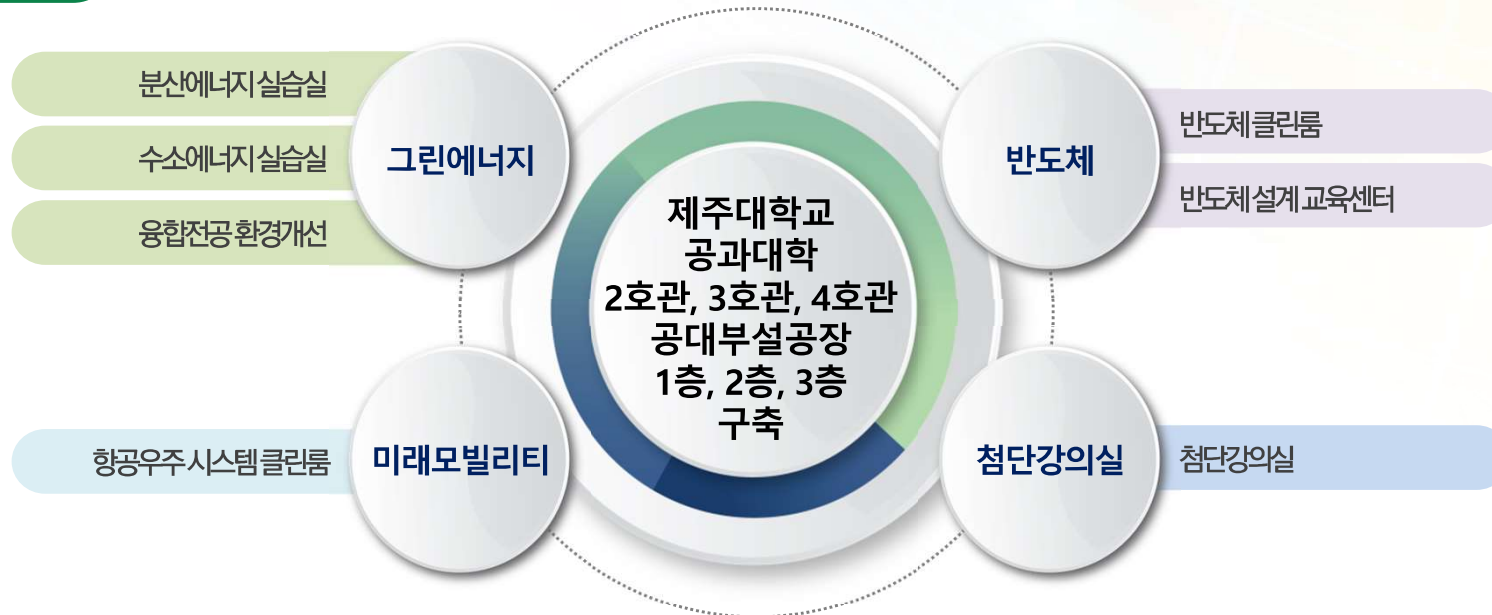 분산에너지 실습실
수소에너지 실습실
융합전공 환경개선
그린에너지
반도체
반도체 클린룸
반도체 설계 교육센터
제주대학교
공과대학
2호관, 3호관, 4호관
공대부설공장
1층, 2층, 3층
구축
항공우주 시스템 클린룸
미래모빌리티
첨단강의실
첨단강의실